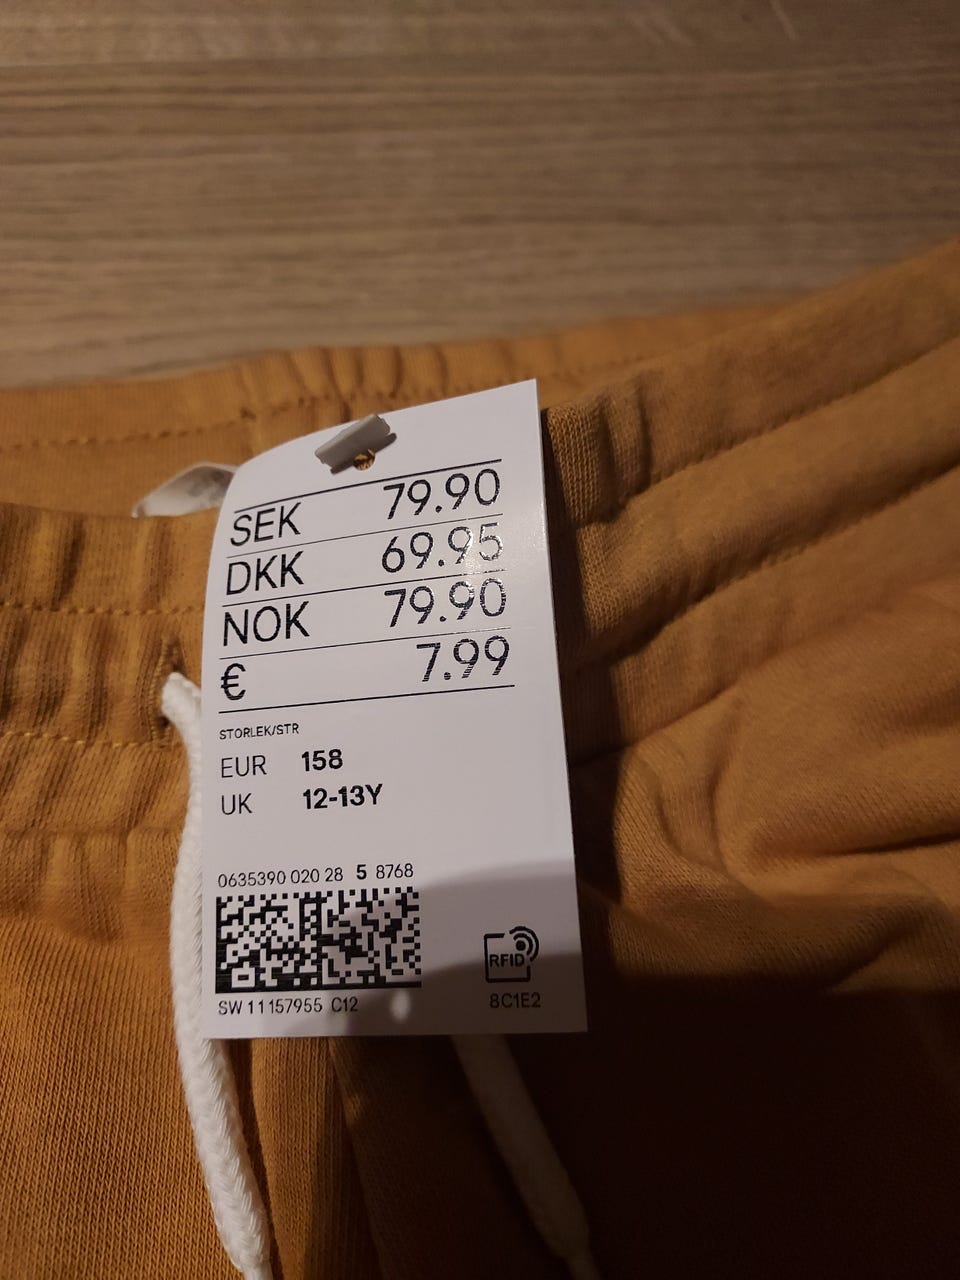 SEK 79.90
DKK 69.95
NOK 79.90
€ 7.99
STORLEK/STR
EUR 158
UK 12-13Y
0635390 020 28 5 8768
RFID
SW 11157955 C12
8C1E2